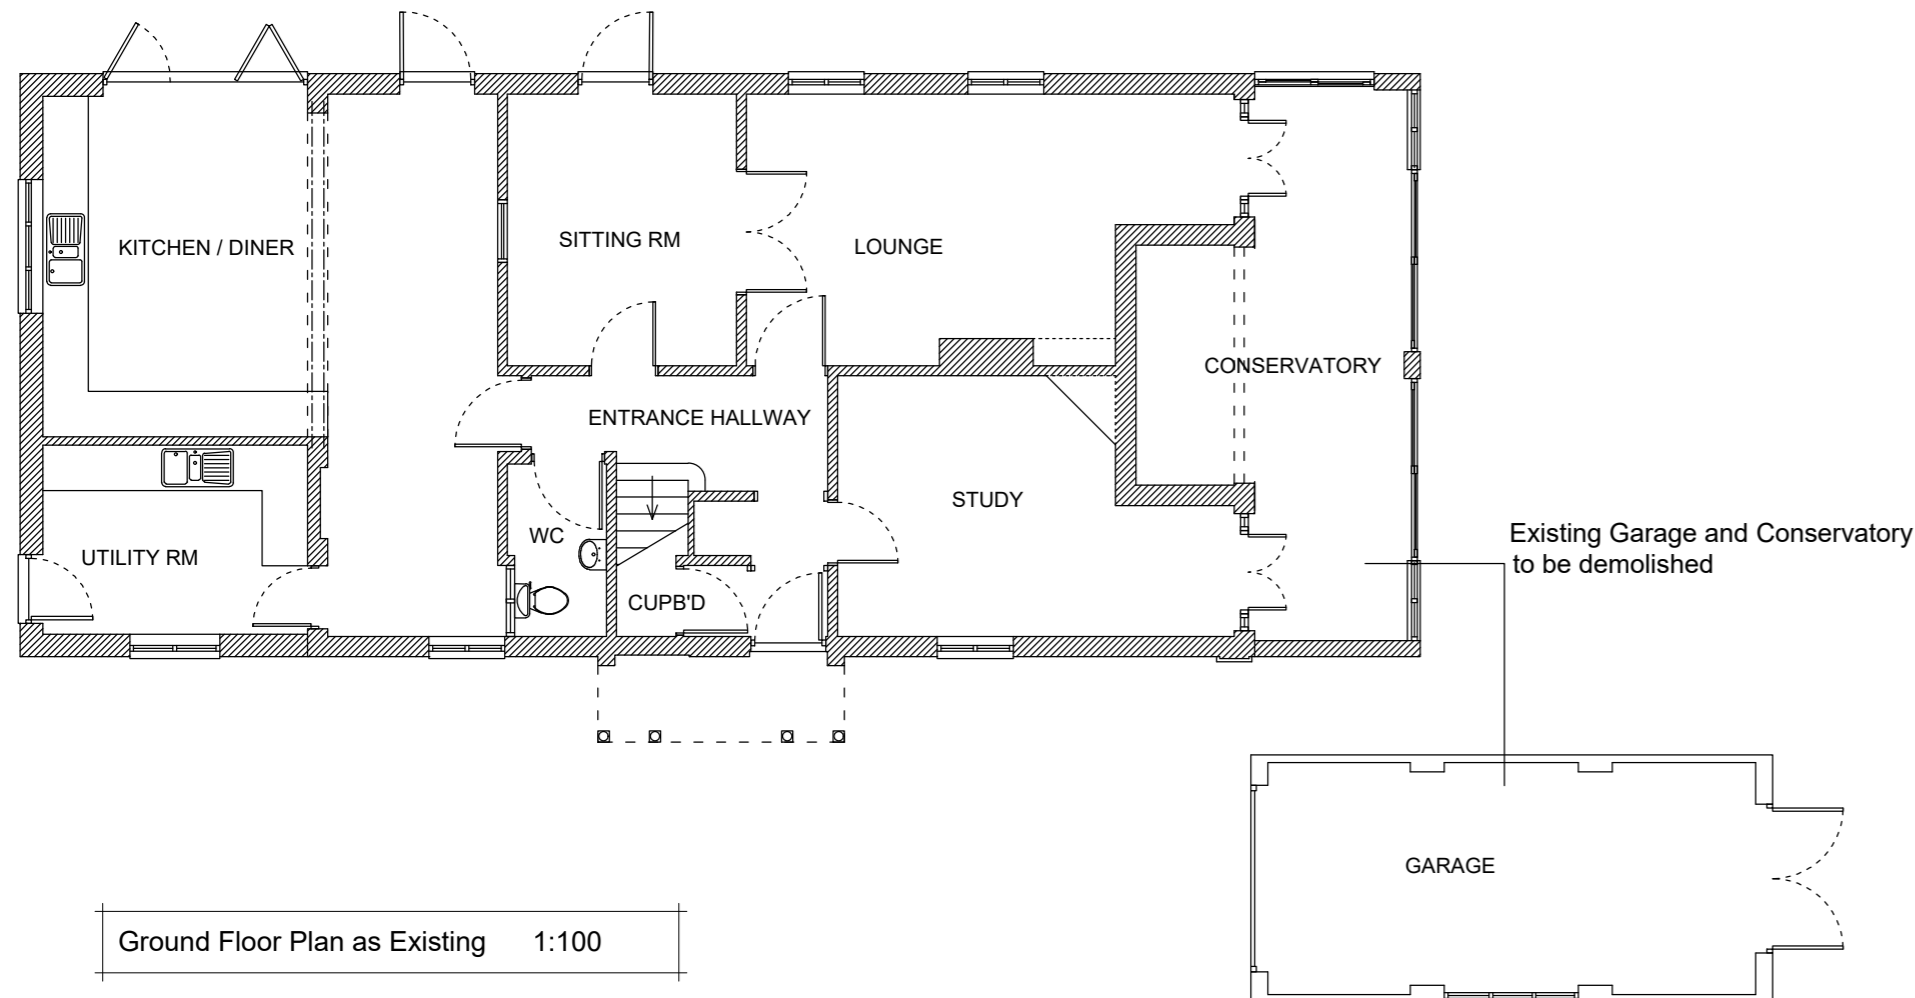 KITCHEN / DINER
SITTING RM
LOUNGE
CONSERVATORY
ENTRANCE HALLWAY
STUDY
WC
UTILITY RM
CUPB'D
Existing Garage and Conservatory
to be demolished
GARAGE
Ground Floor Plan as Existing 1:100